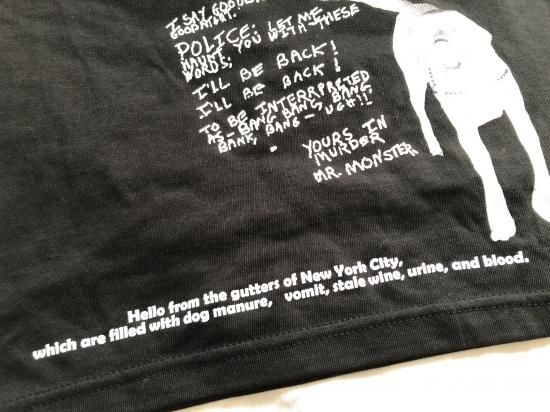 I SAY GOODBYE AND
GOODNIGHT.
POLICE: LET ME
HAUNT YOU WITH THESE
WORDS;
I'LL BE BACK!
I'LL BE BACK!
TO BE INTERRPRETED
AS - BANG BANG BANG,
BANK, BANG - UGH!!
- YOURS IN
MURDER
MR. MONSTER
Hello from the gutters of New York City,
which are filled with dog manure, vomit, stale wine, urine, and blood.